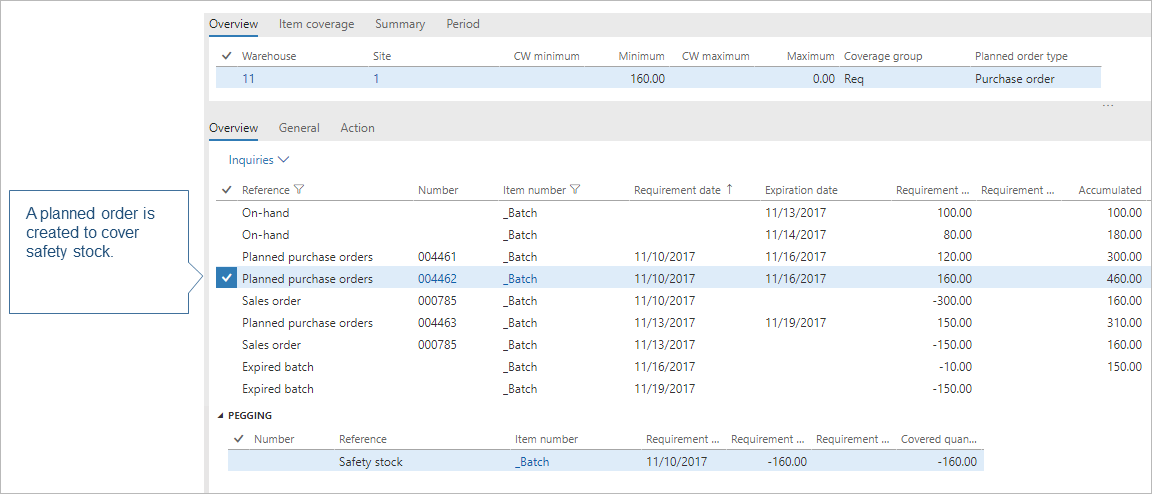 Overview Item coverage Summary Period
Warehouse Site CW minimum Minimum CW maximum Maximum Coverage group Planned order type
11 1 160.00 0.00 Req Purchase order
...
Overview General Action
Inquiries
Reference Number Item number Requirement date ↑ Expiration date Requirement ... Requirement ... Accumulated
On-hand _Batch 11/13/2017 100.00 100.00
On-hand _Batch 11/14/2017 80.00 180.00
Planned purchase orders 004461 _Batch 11/10/2017 11/16/2017 120.00 300.00
Planned purchase orders 004462 _Batch 11/10/2017 11/16/2017 160.00 460.00
Sales order 000785 _Batch 11/10/2017 -300.00 160.00
Planned purchase orders 004463 _Batch 11/13/2017 11/19/2017 150.00 310.00
Sales order 000785 _Batch 11/13/2017 -150.00 160.00
Expired batch _Batch 11/16/2017 -10.00 150.00
Expired batch _Batch 11/19/2017 -150.00
PEGGING
Number Reference Item number Requirement ... Requirement ... Requirement ... Covered quan...
Safety stock _Batch 11/10/2017 -160.00 -160.00
A planned order is
created to cover
safety stock.